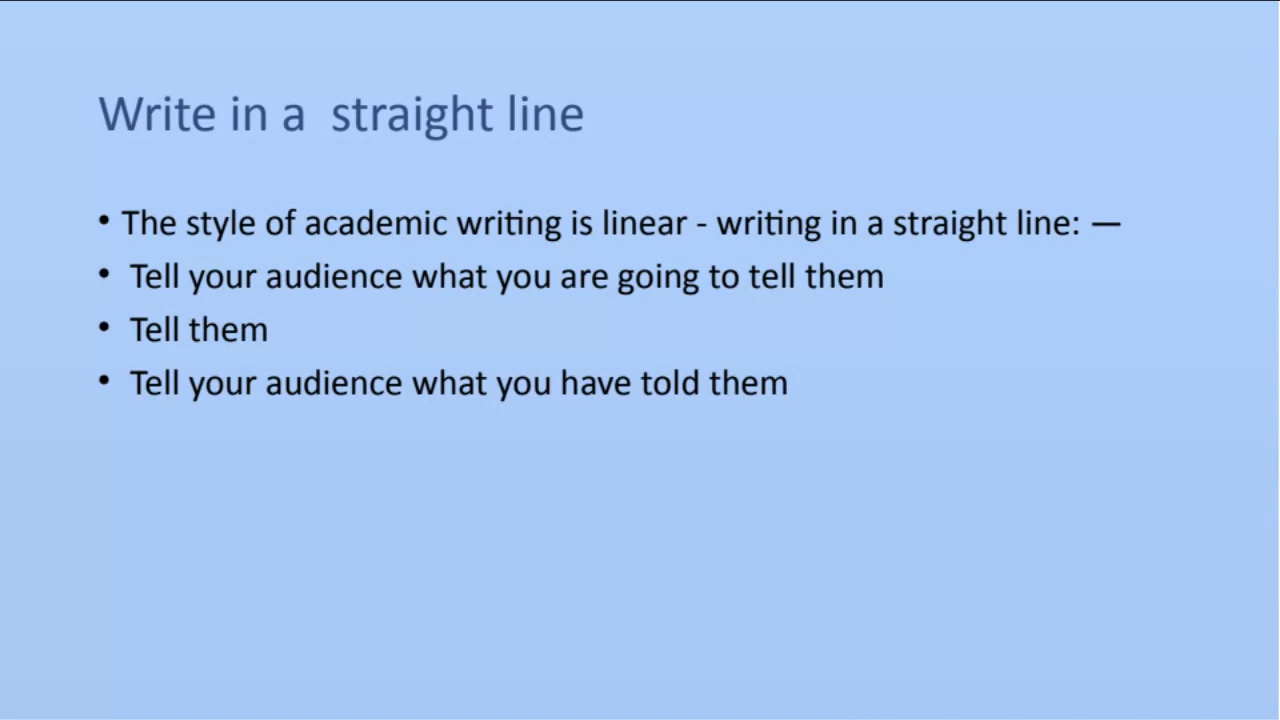 Write in a  straight line
• The style of academic writing is linear - writing in a straight line: —
•  Tell your audience what you are going to tell them
•  Tell them
•  Tell your audience what you have told them